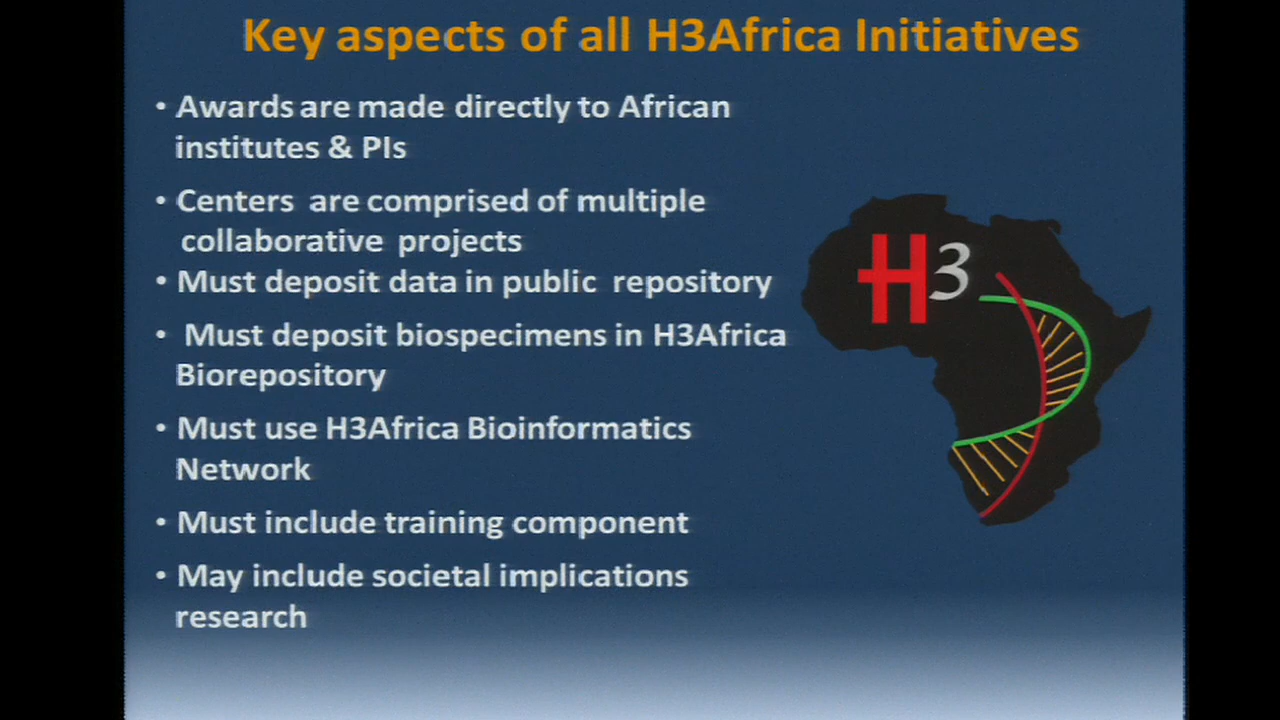 Key aspects of all H3Africa Initiatives
• Awards are made directly to African
institutes & PIs
• Centers are comprised of multiple
collaborative projects
• Must deposit data in public repository
• Must deposit biospecimens in H3Africa
Biorepository
• Must use H3Africa Bioinformatics
Network
• Must include training component
• May include societal implications
research
H3